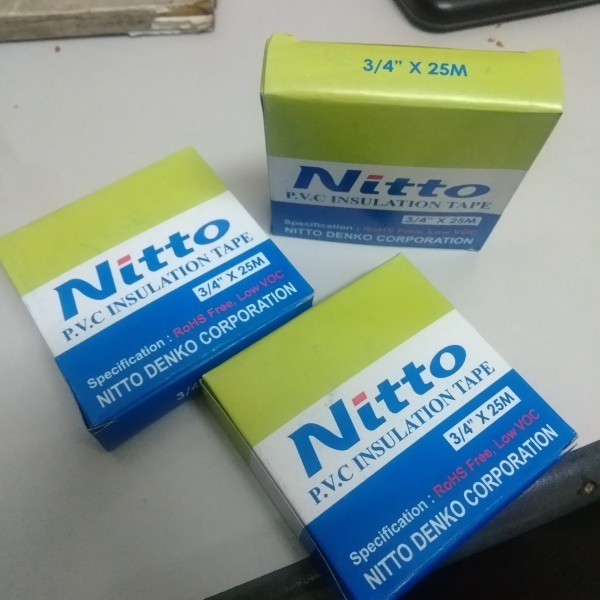 3/4" X 25M
Nitto
P.V.C INSULATION TAPE
3/4" X 25M
Specification : RoHS Free, Low VOC
NITTO DENKO CORPORATION
Nitto
P.V.C INSULATION TAPE
3/4" X 25M
Specification : RoHS Free, Low VOC
NITTO DENKO CORPORATION
3/4
Nitto
P.V.C INSULATION TAPE
3/4" X 25M
Specification : RoHS Free, Low VOC
NITTO DENKO CORPORATION